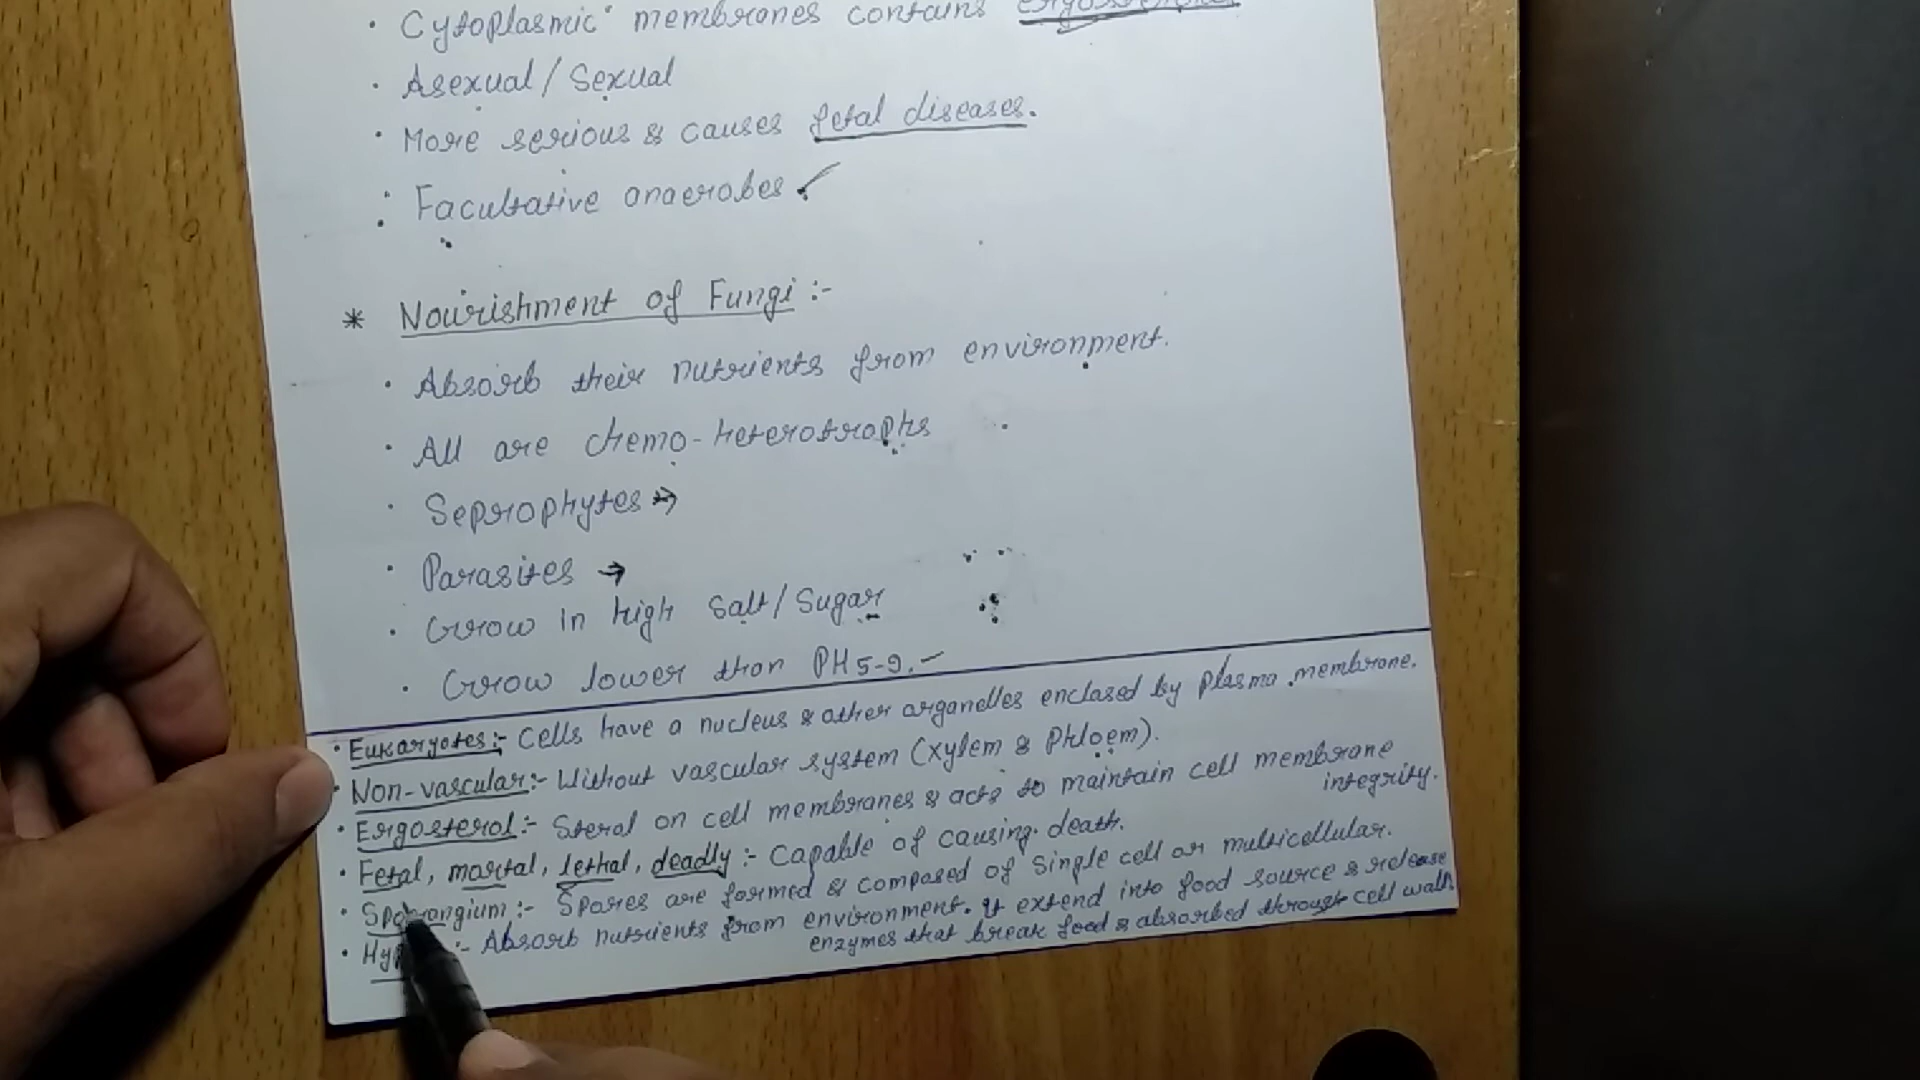 · Cytoplasmic membranes contains
· Asexual / Sexual
· More serious & causes fetal diseases.
· Facultative anaerobes
* Nourishment of Fungi :-
· Absorb their nutrients from environment.
· All are chemo-heterotrophs
· Seprophytes →
· Parasites →
· Grow in high Salt / Sugar
· Grow lower than PH 5-9.
· Eukaryotes:- Cells have a nucleus & other organelles enclosed by plasma membrane.
· Non-vascular:- Without vascular system (Xylem & Phloem).
· Ergosterol:- Sterol on cell membranes & acts to maintain cell membrane
integrity.
· Fetal, mortal, lethal, deadly :- Capable of causing death.
· Sporangium :- Spores are formed & composed of single cell or multicellular.
· :- Absorb nutrients from environment. & extend into food source & release
enzymes that break food & absorbed through cell wall.